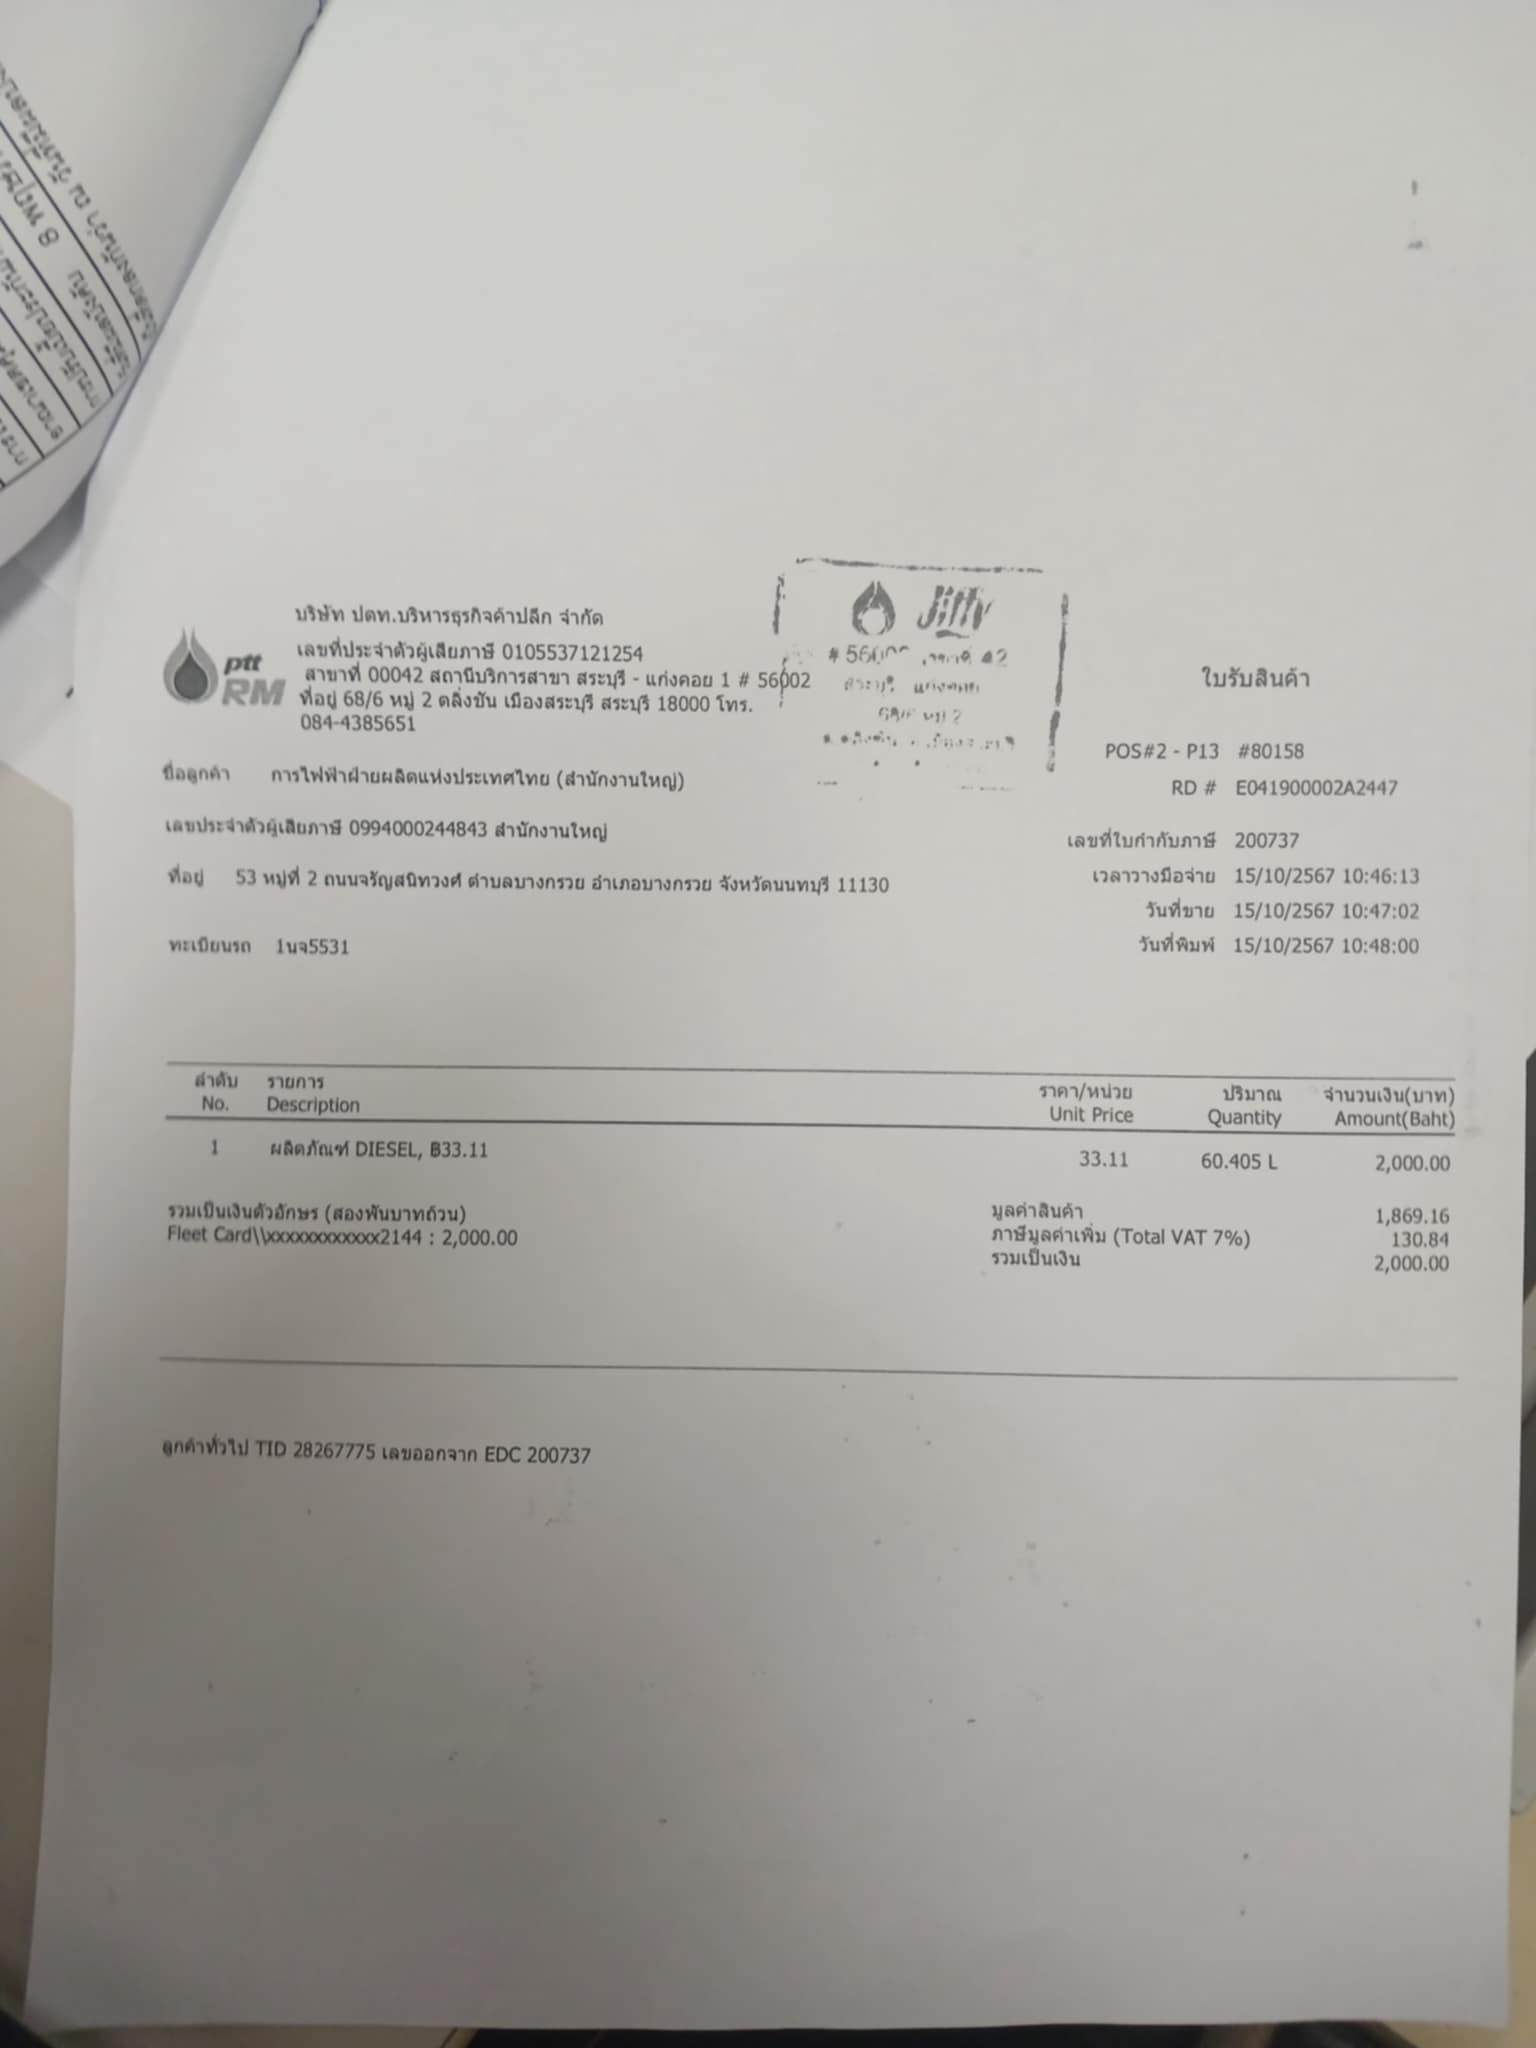 8 พฤษ
ptt
RM
บริษัท ปตท.บริหารธุรกิจค้าปลีก จำกัด
เลขที่ประจำตัวผู้เสียภาษี 0105537121254
สาขาที่ 00042 สถานีบริการสาขา สระบุรี - แก่งคอย 1 # 56002
ที่อยู่ 68/6 หมู่ 2 ตลิ่งชัน เมืองสระบุรี สระบุรี 18000 โทร.
084-4385651
Jiffy
สระบุรี แก่งคอย
ใบรับสินค้า
POS#2 - P13 #80158
RD # E041900002A2447
ชื่อลูกค้า การไฟฟ้าฝ่ายผลิตแห่งประเทศไทย (สำนักงานใหญ่)
เลขประจำตัวผู้เสียภาษี 0994000244843 สำนักงานใหญ่
ที่อยู่ 53 หมู่ที่ 2 ถนนจรัญสนิทวงศ์ ตำบลบางกรวย อำเภอบางกรวย จังหวัดนนทบุรี 11130
ทะเบียนรถ 1นจ5531
เลขที่ใบกำกับภาษี 200737
เวลาวางมือจ่าย 15/10/2567 10:46:13
วันที่ขาย 15/10/2567 10:47:02
วันที่พิมพ์ 15/10/2567 10:48:00
ลำดับ รายการ ราคา/หน่วย ปริมาณ จำนวนเงิน(บาท)
No. Description Unit Price Quantity Amount(Baht)
1 ผลิตภัณฑ์ DIESEL, ฿33.11 33.11 60.405 L 2,000.00
รวมเป็นเงินตัวอักษร (สองพันบาทถ้วน) มูลค่าสินค้า 1,869.16
Fleet Card\\xxxxxxxxxxxx2144 : 2,000.00 ภาษีมูลค่าเพิ่ม (Total VAT 7%) 130.84
รวมเป็นเงิน 2,000.00
ลูกค้าทั่วไป TID 28267775 เลขออกจาก EDC 200737